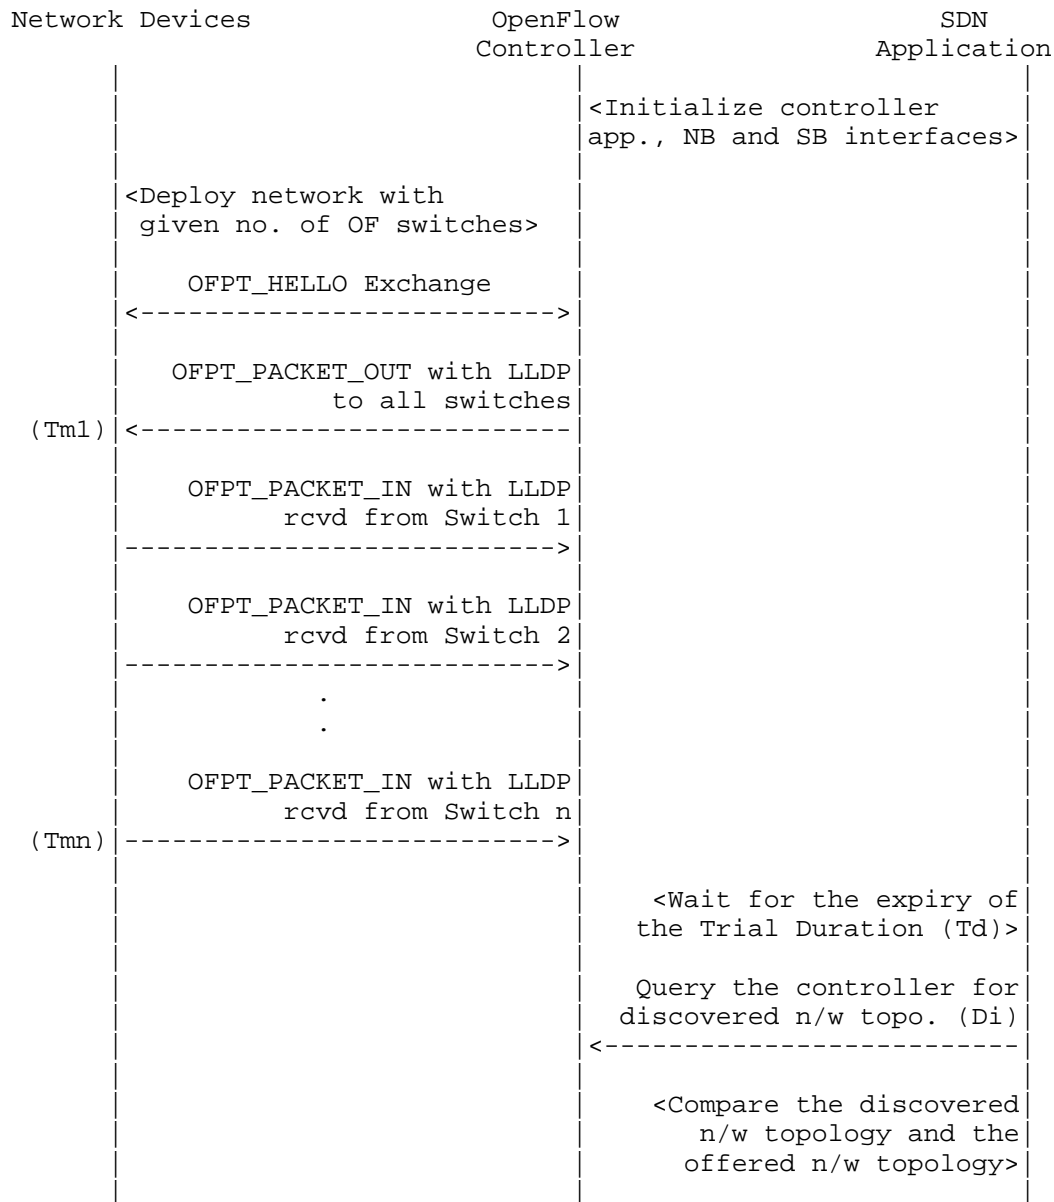 Network Devices OpenFlow SDN
Controller Application
<Initialize controller
app., NB and SB interfaces>
<Deploy network with
given no. of OF switches>
OFPT_HELLO Exchange
<-------------------------->
OFPT_PACKET_OUT with LLDP
to all switches
(Tm1) <---------------------------
OFPT_PACKET_IN with LLDP
rcvd from Switch 1
--------------------------->
OFPT_PACKET_IN with LLDP
rcvd from Switch 2
--------------------------->
.
.
OFPT_PACKET_IN with LLDP
rcvd from Switch n
(Tmn) --------------------------->
<Wait for the expiry of
the Trial Duration (Td)>
Query the controller for
discovered n/w topo. (Di)
<--------------------------
<Compare the discovered
n/w topology and the
offered n/w topology>